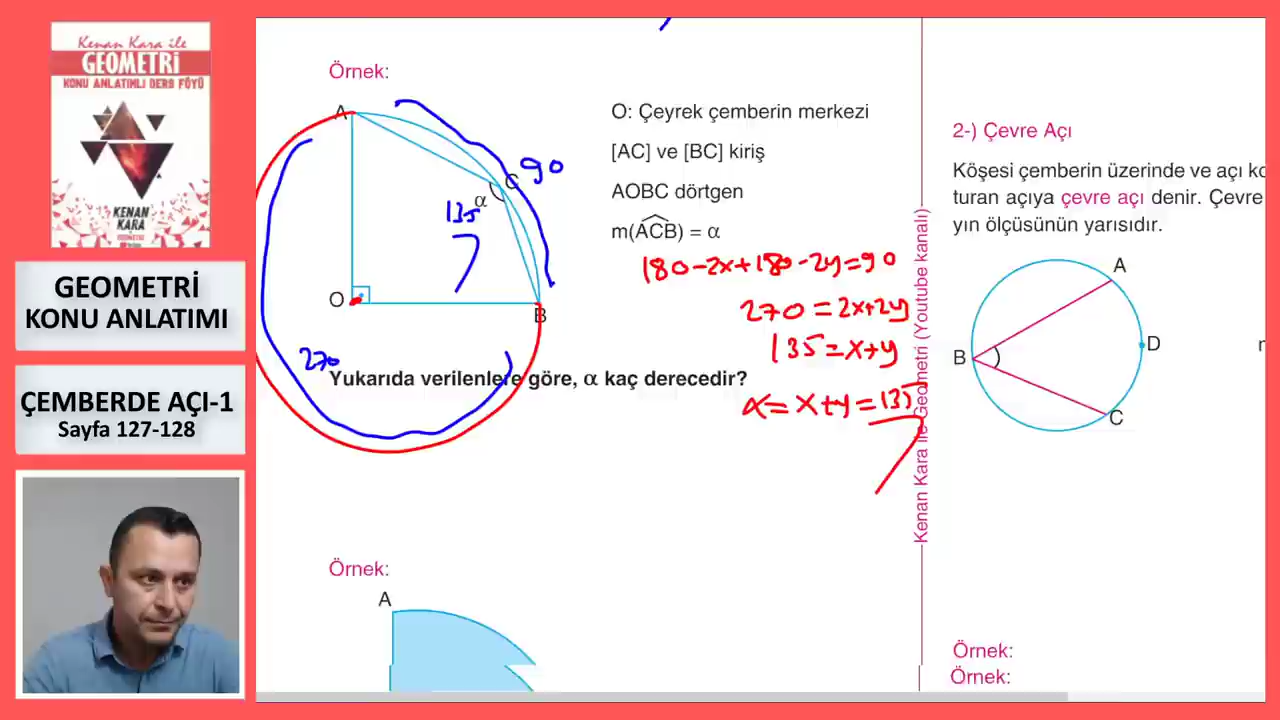 Kenan Kara ile
GEOMETRİ
KONU ANLATIMLI DERS FÖYÜ
KENAN
KARA
GEOMETRİ
KONU ANLATIMI
ÇEMBERDE AÇI-1
Sayfa 127-128
Örnek:
A
C
90
α
135
O
B
270
O: Çeyrek çemberin merkezi
[AC] ve [BC] kiriş
AOBC dörtgen
m(ACB) = α
180-2x+180-2y=90
270=2x+2y
135=x+y
Yukarıda verilenlere göre, α kaç derecedir?
α=x+y=135
Kenan Kara ile Geometri (Youtube kanalı)
Örnek:
A
2-) Çevre Açı
Köşesi çemberin üzerinde ve açı ko
turan açıya çevre açı denir. Çevre
yın ölçüsünün yarısıdır.
A
B
D
C
Örnek:
Örnek: